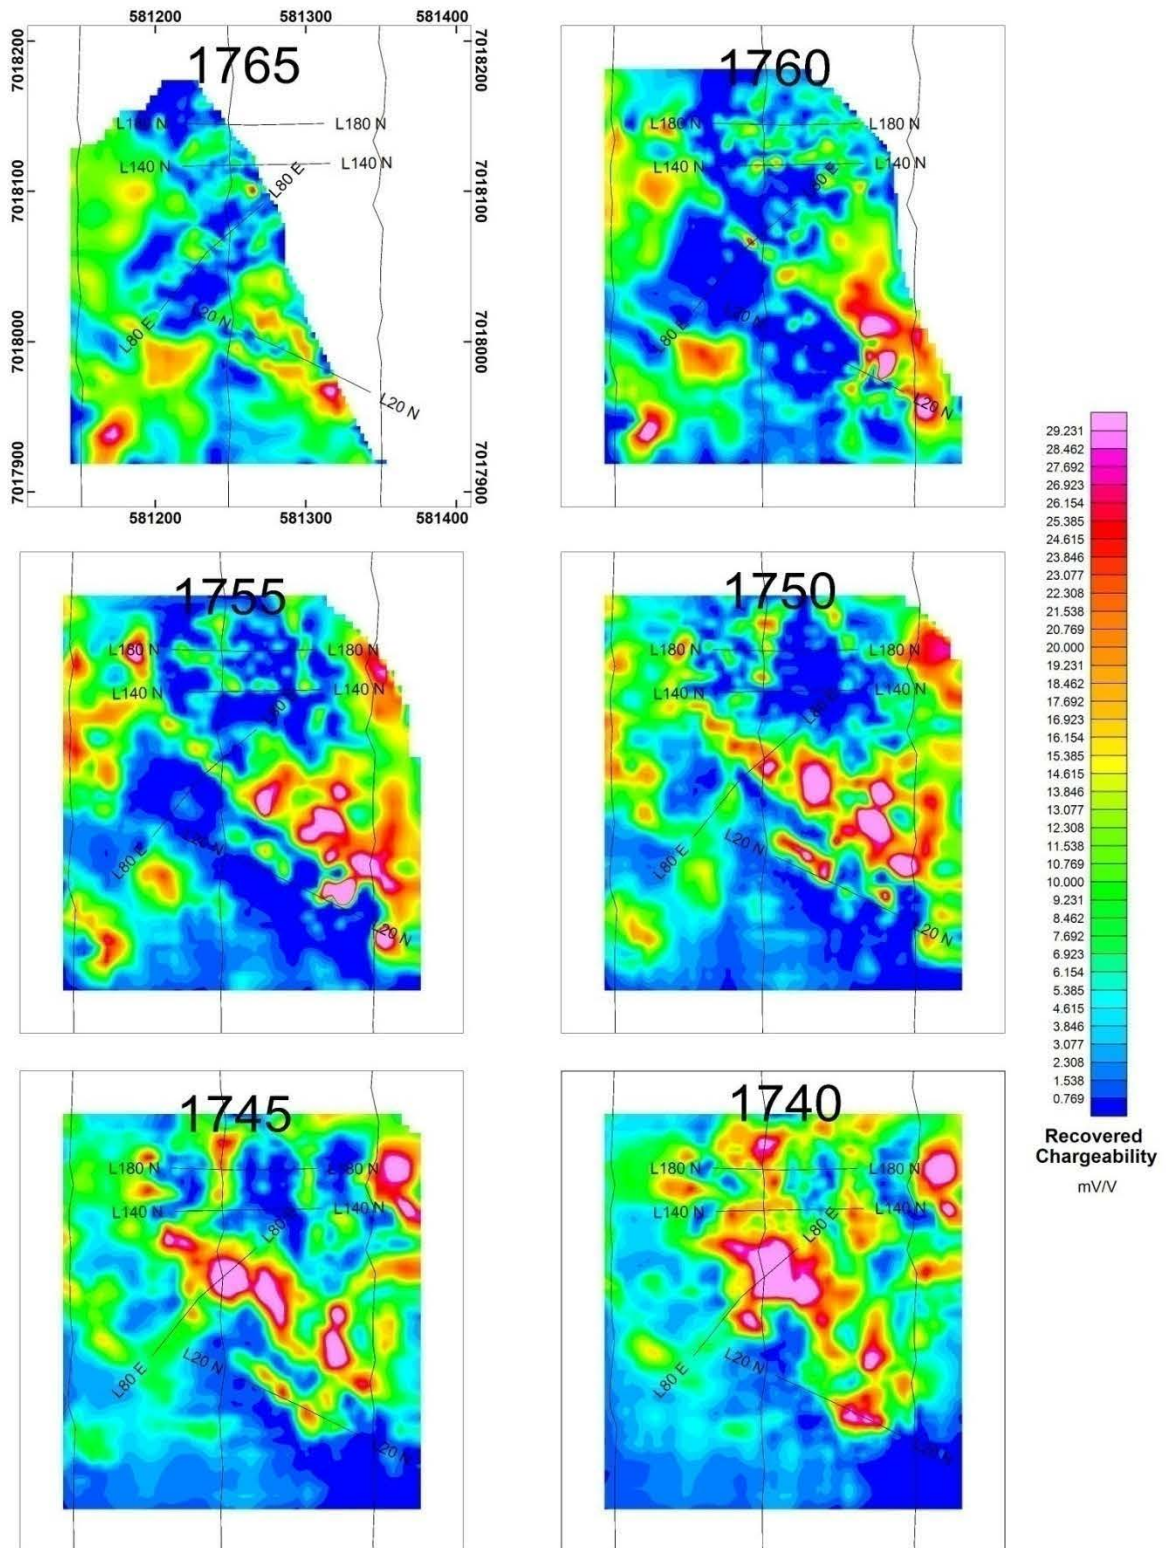 581200 581300 581400
7018200
7018100
7018000
7017900
1765
L180 N
L180 N
L140 N
L140 N
L80 E
L80 E
L20 N
L20 N
7018200
7018100
7018000
7017900
581200 581300 581400
1760
L180 N
L180 N
L140 N
L140 N
L80 E
L80 E
L20 N
L20 N
1755
L180 N
L180 N
L140 N
L140 N
L80 E
L80 E
L20 N
L20 N
1750
L180 N
L180 N
L140 N
L140 N
L80 E
L80 E
L20 N
L20 N
1745
L180 N
L180 N
L140 N
L140 N
L80 E
L80 E
L20 N
L20 N
1740
L180 N
L180 N
L140 N
L140 N
L80 E
L80 E
L20 N
L20 N
29.231
28.462
27.692
26.923
26.154
25.385
24.615
23.846
23.077
22.308
21.538
20.769
20.000
19.231
18.462
17.692
16.923
16.154
15.385
14.615
13.846
13.077
12.308
11.538
10.769
10.000
9.231
8.462
7.692
6.923
6.154
5.385
4.615
3.846
3.077
2.308
1.538
0.769
Recovered
Chargeability
mV/V